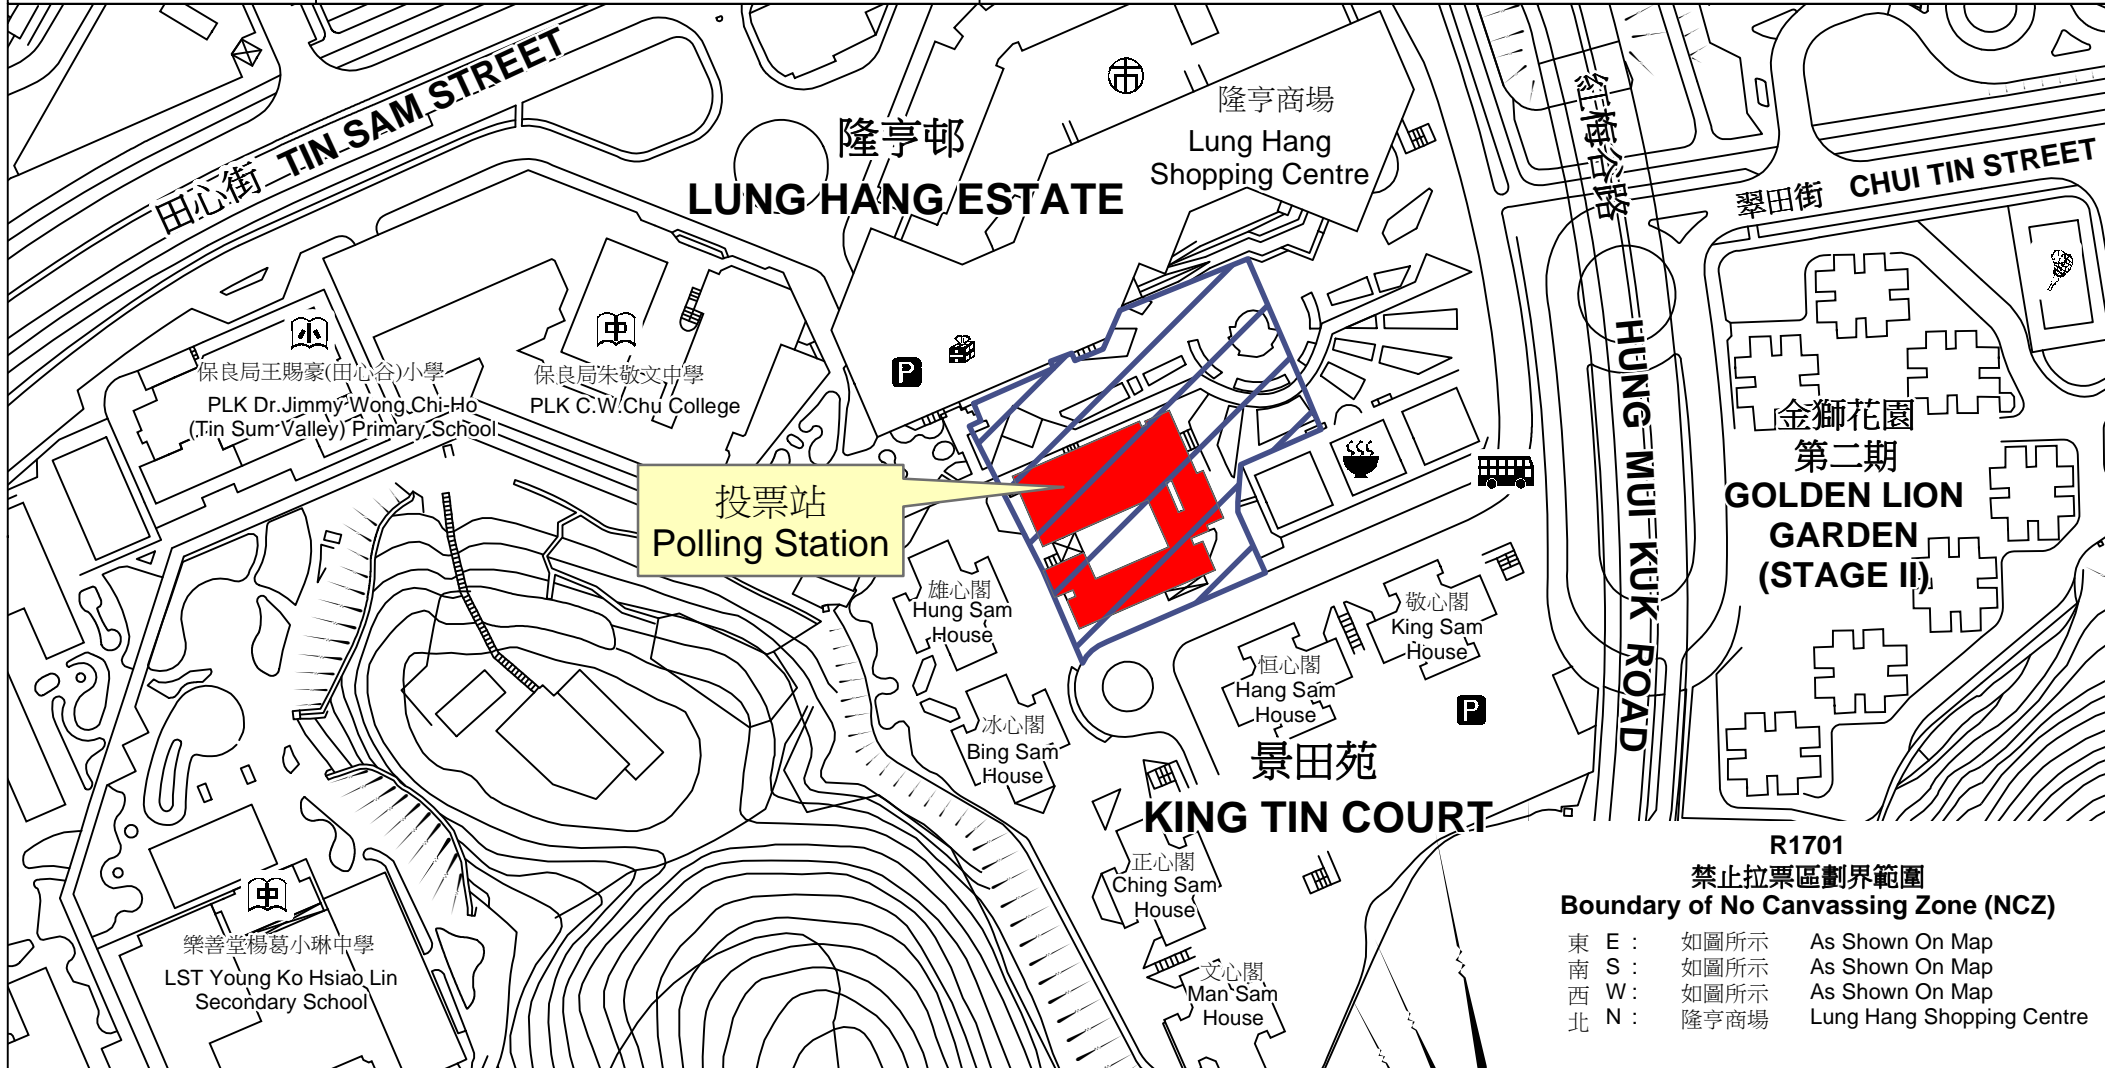 田心街 TIN SAM STREET
隆亨邨
LUNG HANG ESTATE
市
隆亨商場
Lung Hang
Shopping Centre
紅梅谷路
HUNG MUI KUK ROAD
翠田街 CHUI TIN STREET
小
保良局王賜豪(田心谷)小學
PLK Dr.Jimmy Wong Chi-Ho
(Tin Sum Valley) Primary School
中
保良局朱敬文中學
PLK C.W.Chu College
P
投票站
Polling Station
金獅花園
第二期
GOLDEN LION
GARDEN
(STAGE II)
雄心閣
Hung Sam
House
敬心閣
King Sam
House
恒心閣
Hang Sam
House
P
冰心閣
Bing Sam
House
景田苑
KING TIN COURT
正心閣
Ching Sam
House
文心閣
Man Sam
House
中
樂善堂楊葛小琳中學
LST Young Ko Hsiao Lin
Secondary School
R1701
禁止拉票區劃界範圍
Boundary of No Canvassing Zone (NCZ)
東 E : 如圖所示 As Shown On Map
南 S : 如圖所示 As Shown On Map
西 W : 如圖所示 As Shown On Map
北 N : 隆亨商場 Lung Hang Shopping Centre